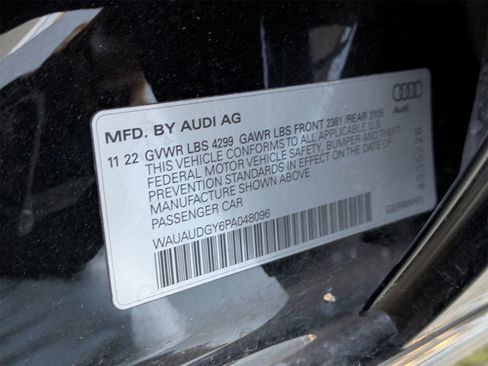 MFD. BY AUDI AG
Audi
11 22 GVWR LBS 4299 GAWR LBS FRONT 2381 /REAR 2105
THIS VEHICLE CONFORMS TO ALL APPLICABLE U.S.
FEDERAL MOTOR VEHICLE SAFETY, BUMPER AND THEFT
PREVENTION STANDARDS IN EFFECT ON THE DATE OF
MANUFACTURE SHOWN ABOVE
PASSENGER CAR
WAUAUDGY6PA048096
GERMANY